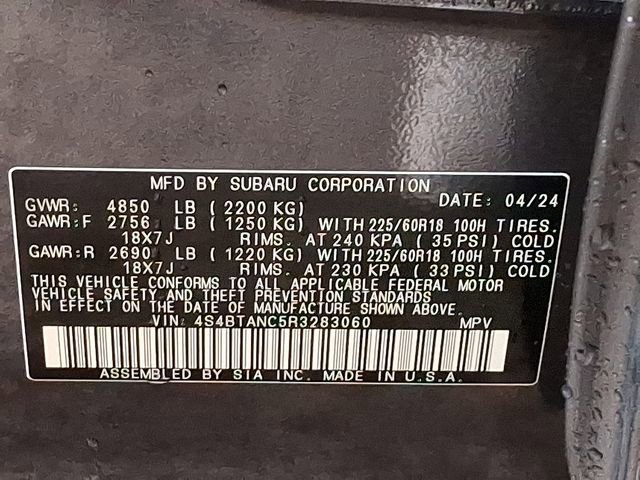 MFD BY SUBARU CORPORATION
DATE: 04/24
GVWR: 4850 LB (2200 KG)
GAWR:F 2756 LB (1250 KG) WITH 225/60R18 100H TIRES.
18X7J RIMS. AT 240 KPA (35 PSI) COLD
GAWR:R 2690 LB (1220 KG) WITH 225/60R18 100H TIRES.
18X7J RIMS. AT 230 KPA (33 PSI) COLD
THIS VEHICLE CONFORMS TO ALL APPLICABLE FEDERAL MOTOR
VEHICLE SAFETY AND THEFT PREVENTION STANDARDS
IN EFFECT ON THE DATE OF MANUFACTURE SHOWN ABOVE.
VIN: 4S4BTANC5R3283060 MPV
ASSEMBLED BY SIA INC. MADE IN U.S.A.